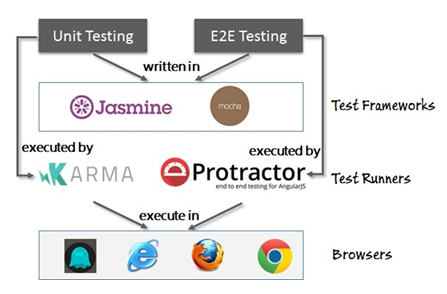 Unit Testing
E2E Testing
written in
Jasmine
mocha
Test Frameworks
executed by
executed by
KARMA
Protractor
end to end testing for AngularJS
Test Runners
execute in
Browsers